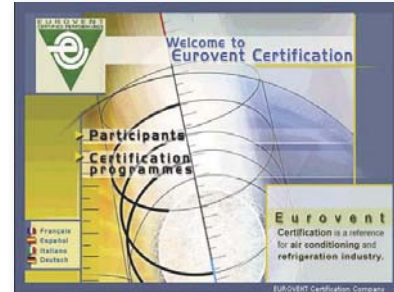 EUROVENT
Welcome to
Eurovent Certification
Participants
Certification
programmes
Français
Español
Italiano
Deutsch
Eurovent
Certification is a reference
for air conditioning and
refrigeration industry.
EUROVENT Certification Company